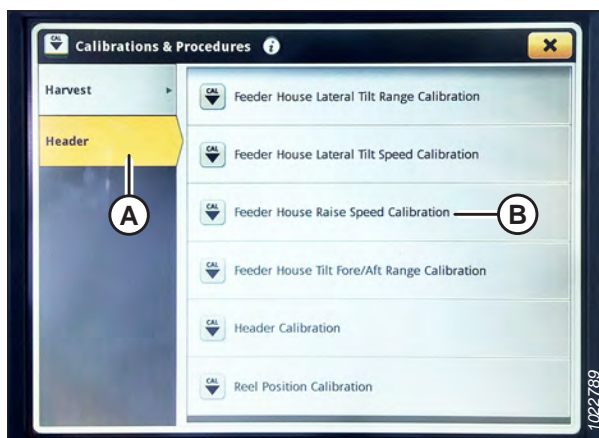 CAL Calibrations & Procedures i ×
Harvest
Header
CAL Feeder House Lateral Tilt Range Calibration
CAL Feeder House Lateral Tilt Speed Calibration
CAL Feeder House Raise Speed Calibration
CAL Feeder House Tilt Fore/Aft Range Calibration
CAL Header Calibration
CAL Reel Position Calibration
A
B
1022789